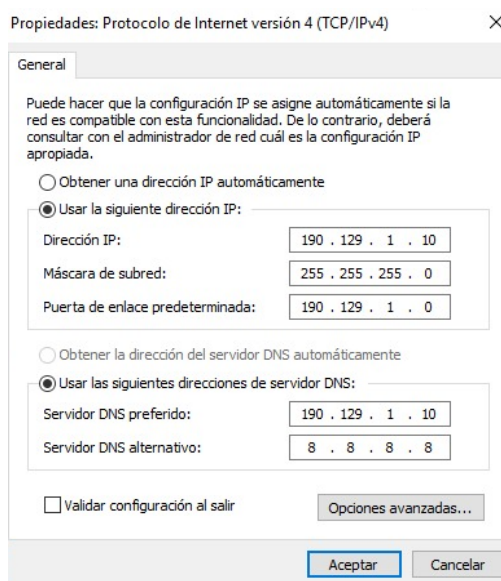 Propiedades: Protocolo de Internet versión 4 (TCP/IPv4)
General
Puede hacer que la configuración IP se asigne automáticamente si la
red es compatible con esta funcionalidad. De lo contrario, deberá
consultar con el administrador de red cuál es la configuración IP
apropiada.
Obtener una dirección IP automáticamente
Usar la siguiente dirección IP:
Dirección IP: 190 . 129 . 1 . 10
Máscara de subred: 255 . 255 . 255 . 0
Puerta de enlace predeterminada: 190 . 129 . 1 . 0
Obtener la dirección del servidor DNS automáticamente
Usar las siguientes direcciones de servidor DNS:
Servidor DNS preferido: 190 . 129 . 1 . 10
Servidor DNS alternativo: 8 . 8 . 8 . 8
Validar configuración al salir Opciones avanzadas...
Aceptar Cancelar